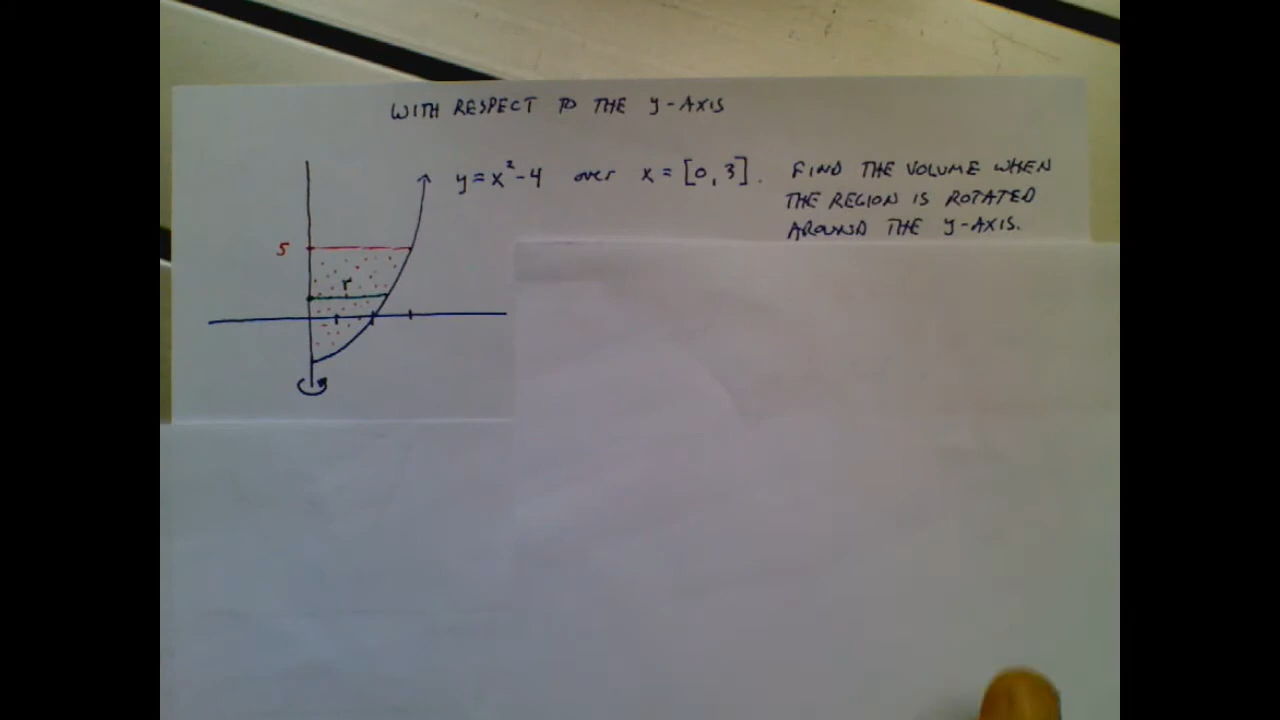 WITH RESPECT TO THE y-AXIS
y = x² - 4 over x = [0, 3]. FIND THE VOLUME WHEN
THE REGION IS ROTATED
AROUND THE y-AXIS.
5
r